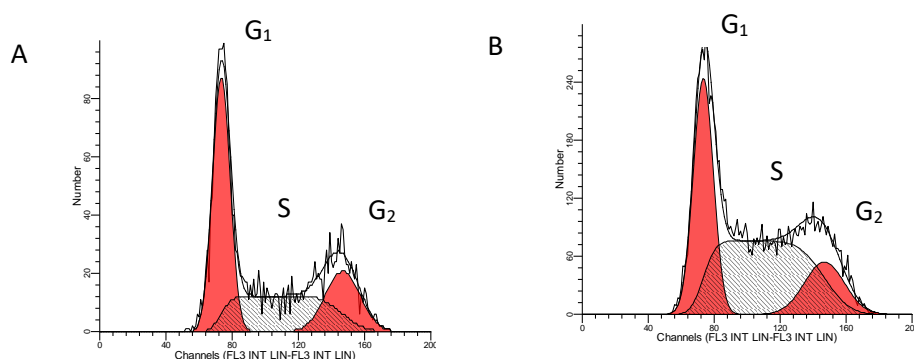 A
G₁
S
G₂
Number
80
60
40
20
0
0
40
80
120
160
200
Channels (FL3 INT LIN-FL3 INT LIN)
B
G₁
S
G₂
Number
240
180
120
60
0
0
40
80
120
160
20
Channels (FL3 INT LIN-FL3 INT LIN)